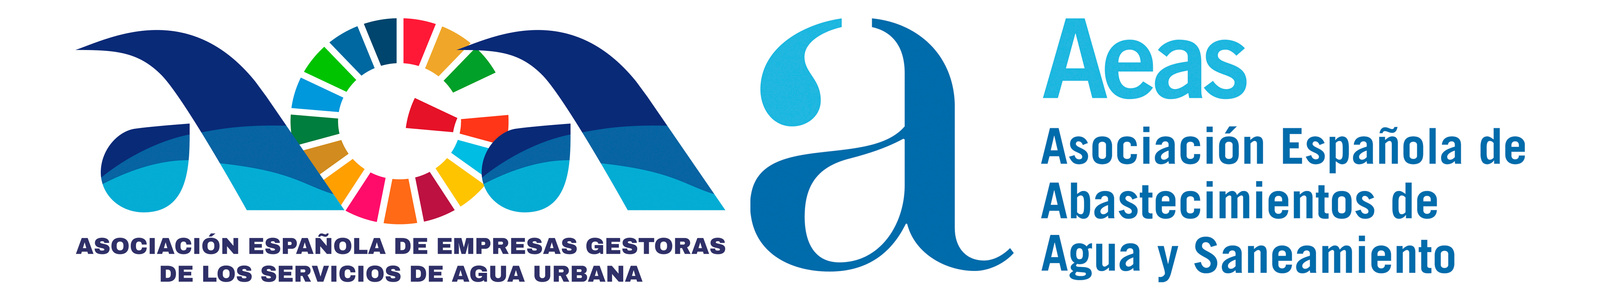 AGA
ASOCIACIÓN ESPAÑOLA DE EMPRESAS GESTORAS
DE LOS SERVICIOS DE AGUA URBANA
a
Aeas
Asociación Española de
Abastecimientos de
Agua y Saneamiento